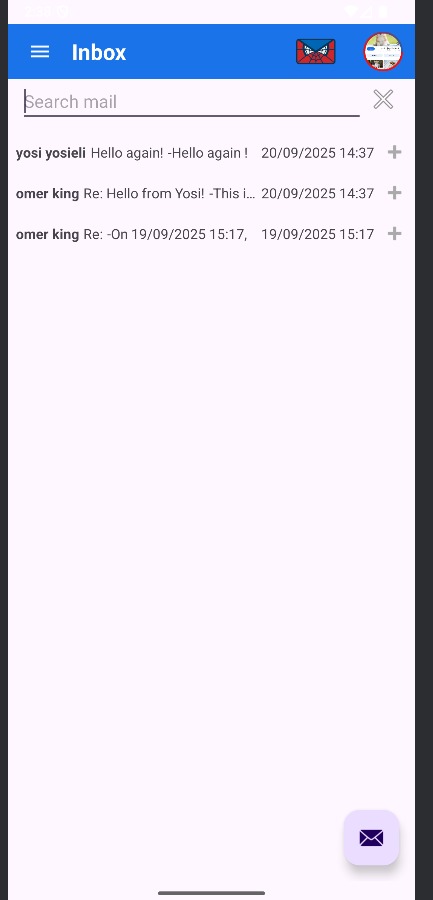 Inbox
Search mail
yosi yosieli Hello again! -Hello again ! 20/09/2025 14:37
omer king Re: Hello from Yosi! -This i... 20/09/2025 14:37
omer king Re: -On 19/09/2025 15:17, 19/09/2025 15:17